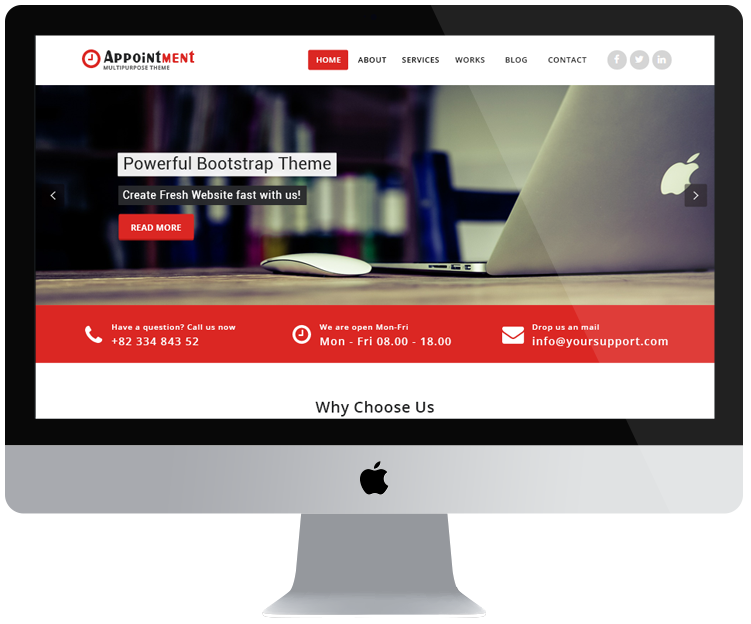 APPOINTMENT
MULTIPURPOSE THEME
HOME ABOUT SERVICES WORKS BLOG CONTACT
Powerful Bootstrap Theme
Create Fresh Website fast with us!
READ MORE
Have a question? Call us now
+82 334 843 52
We are open Mon-Fri
Mon - Fri 08.00 - 18.00
Drop us an mail
info@yoursupport.com
Why Choose Us